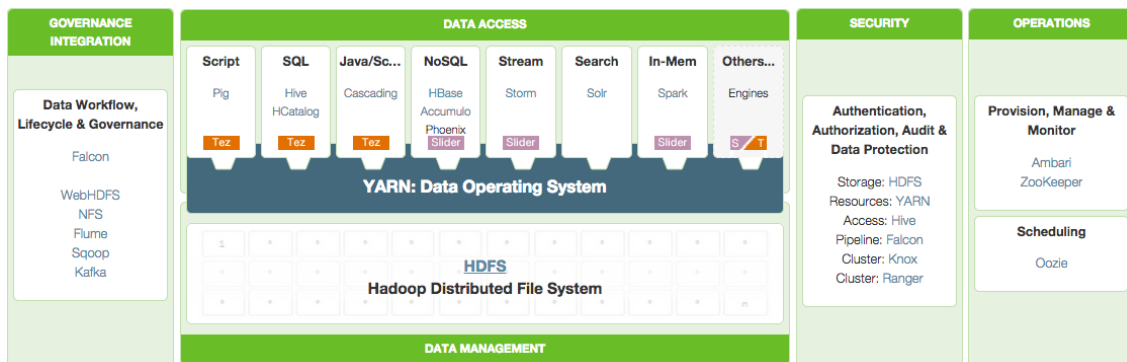 GOVERNANCE
INTEGRATION
Data Workflow,
Lifecycle & Governance
Falcon
WebHDFS
NFS
Flume
Sqoop
Kafka
DATA ACCESS
Script
Pig
Tez
SQL
Hive
HCatalog
Tez
Java/Sc...
Cascading
Tez
NoSQL
HBase
Accumulo
Phoenix
Slider
Stream
Storm
Slider
Search
Solr
In-Mem
Spark
Slider
Others...
Engines
S T
YARN: Data Operating System
1
HDFS
Hadoop Distributed File System
n
DATA MANAGEMENT
SECURITY
Authentication,
Authorization, Audit &
Data Protection
Storage: HDFS
Resources: YARN
Access: Hive
Pipeline: Falcon
Cluster: Knox
Cluster: Ranger
OPERATIONS
Provision, Manage &
Monitor
Ambari
ZooKeeper
Scheduling
Oozie